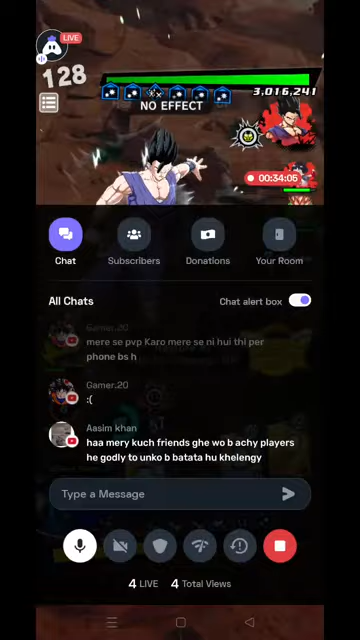 LIVE
128
NO EFFECT
3,016,241
00:34:05
Chat
Subscribers
Donations
Your Room
All Chats
Chat alert box
Gamer.20
mere se pvp Karo mere se ni hui thi per
phone bs h
Gamer.20
:(
Aasim khan
haa mery kuch friends ghe wo b achy players
he godly to unko b batata hu khelengy
Type a Message
4 LIVE 4 Total Views